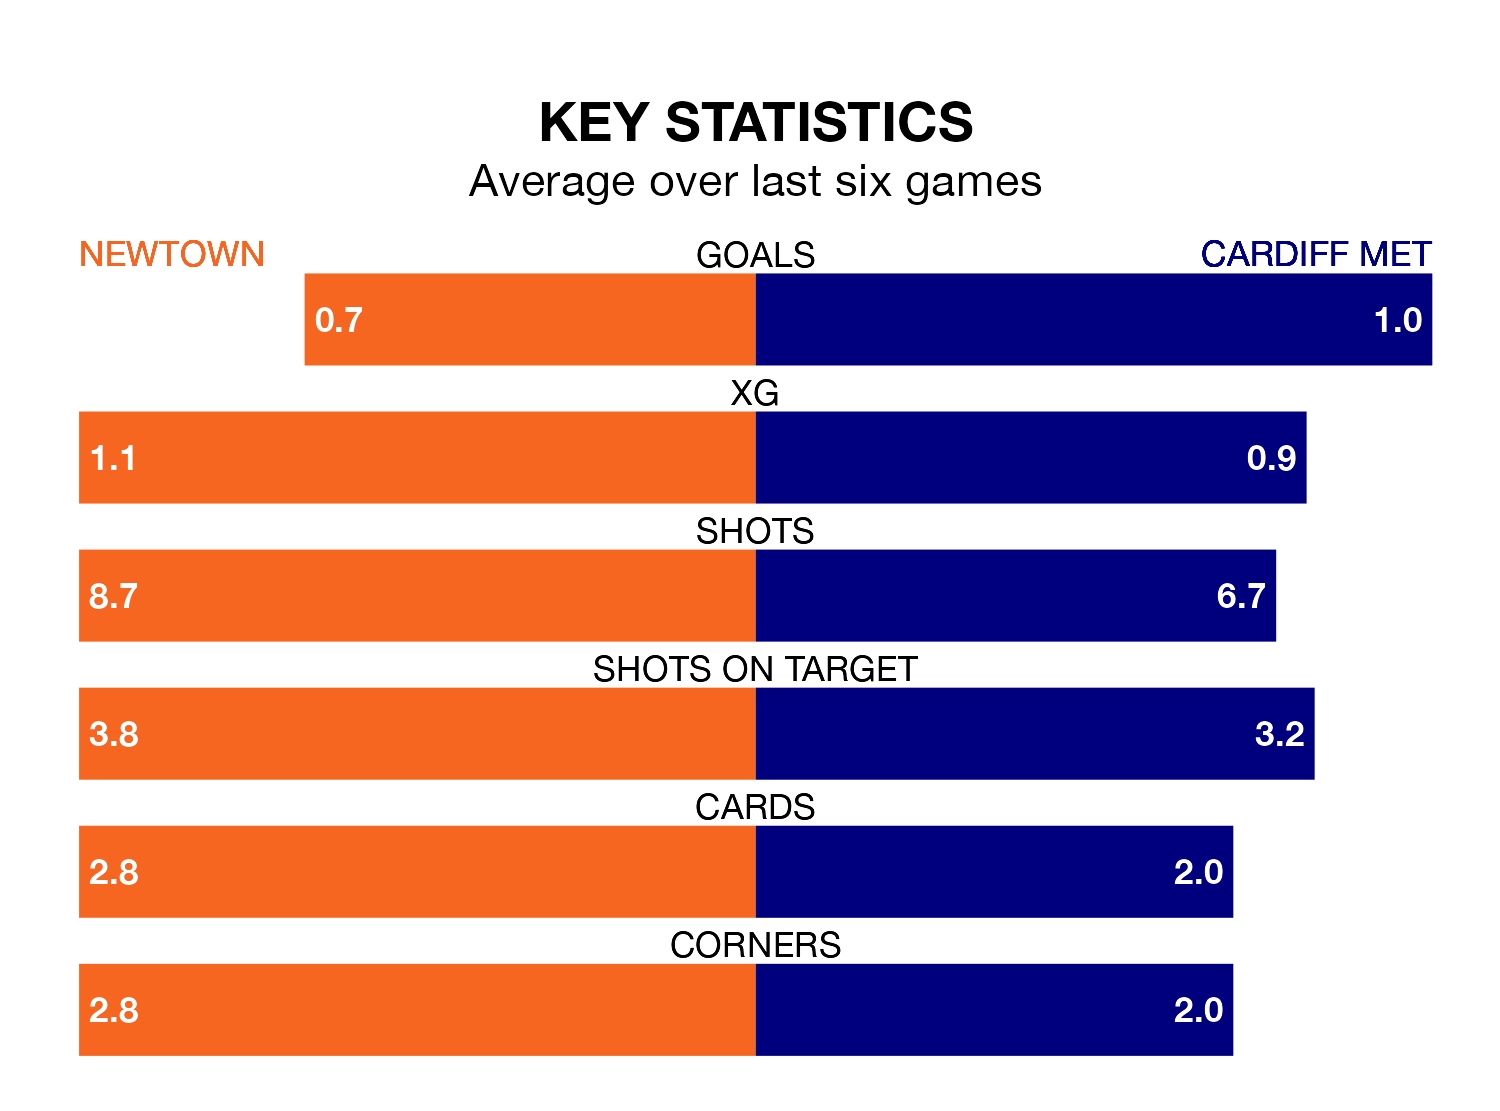 KEY STATISTICS
Average over last six games
NEWTOWN GOALS CARDIFF MET
0.7 1.0
XG
1.1 0.9
SHOTS
8.7 6.7
SHOTS ON TARGET
3.8 3.2
CARDS
2.8 2.0
CORNERS
2.8 2.0